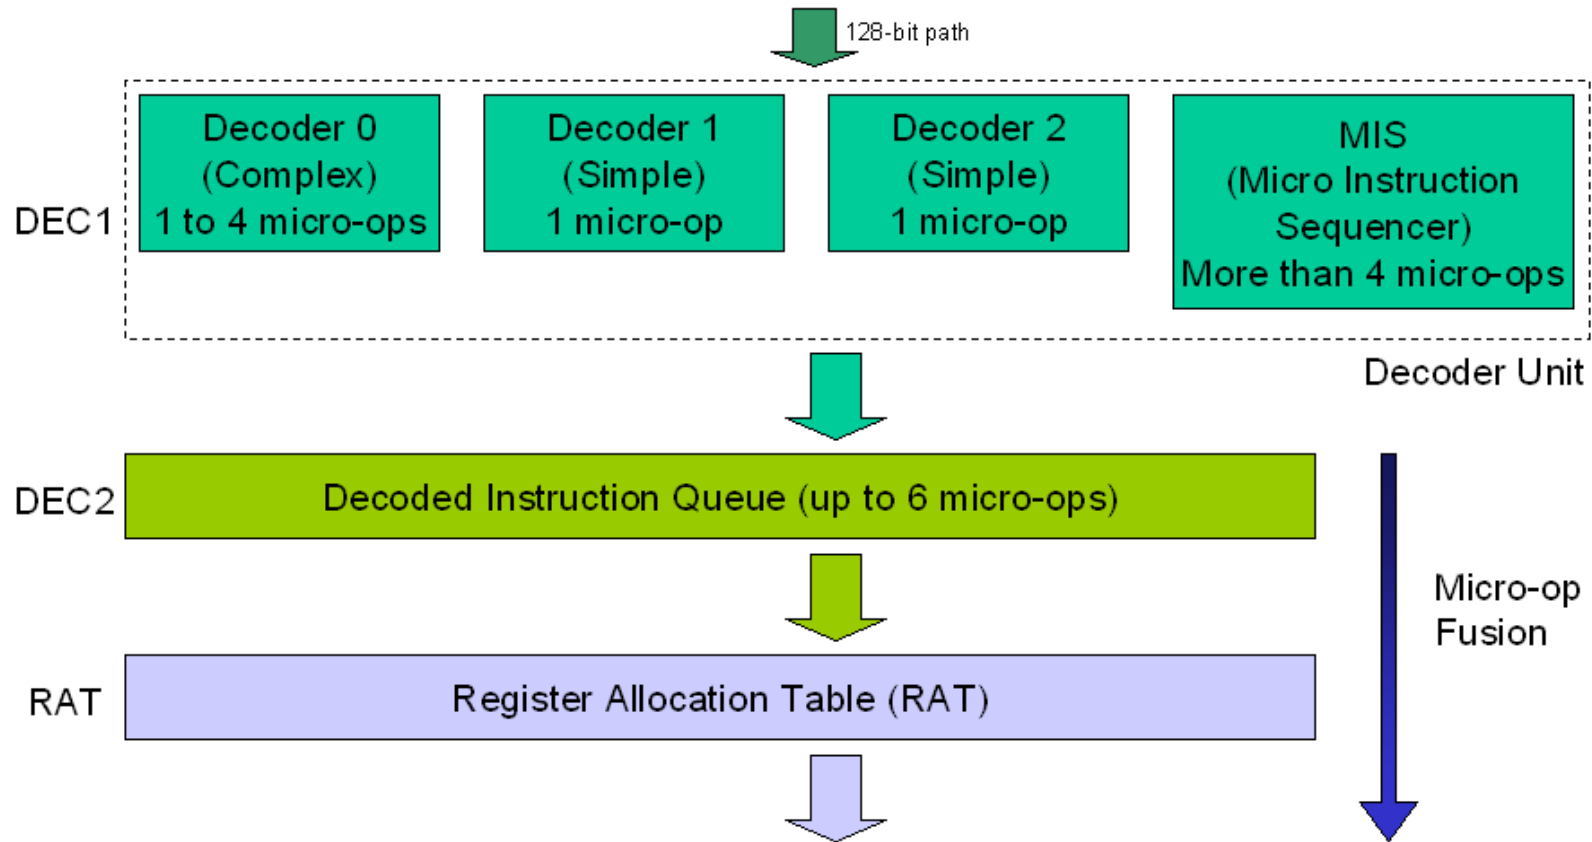 128-bit path
DEC1
Decoder 0
(Complex)
1 to 4 micro-ops
Decoder 1
(Simple)
1 micro-op
Decoder 2
(Simple)
1 micro-op
MIS
(Micro Instruction
Sequencer)
More than 4 micro-ops
Decoder Unit
DEC2
Decoded Instruction Queue (up to 6 micro-ops)
Micro-op
Fusion
RAT
Register Allocation Table (RAT)